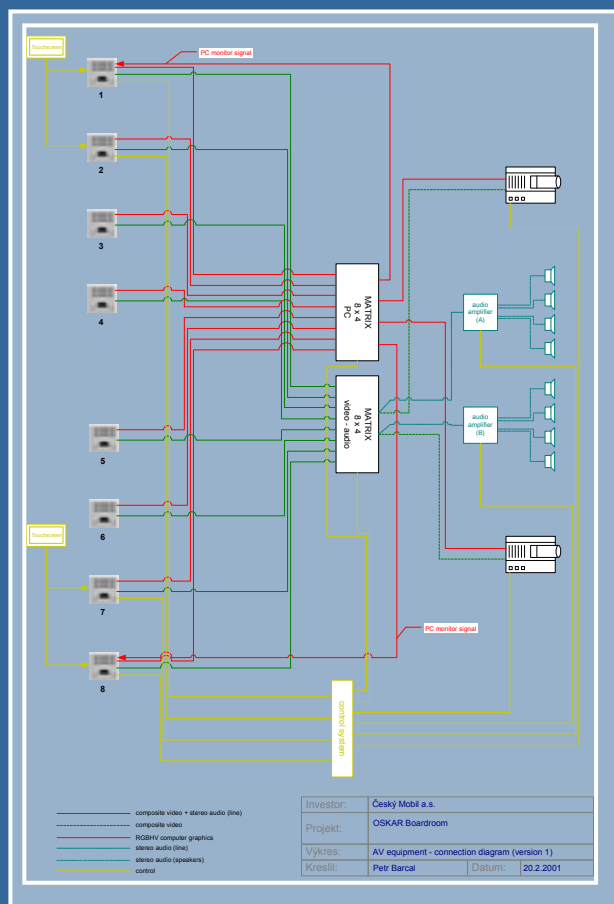 Touchscreen
PC monitor signal
1
2
3
4
MATRIX
8 x 4
PC
audio
amplifier
(A)
MATRIX
8 x 4
video - audio
audio
amplifier
(B)
5
6
Touchscreen
7
PC monitor signal
8
control system
composite video + stereo audio (line)
composite video
RGBHV computer graphics
stereo audio (line)
stereo audio (speakers)
control
Investor: Český Mobil a.s.
Projekt: OSKAR Boardroom
Výkres: AV equipment - connection diagram (version 1)
Kreslil: Petr Barcal Datum: 20.2.2001